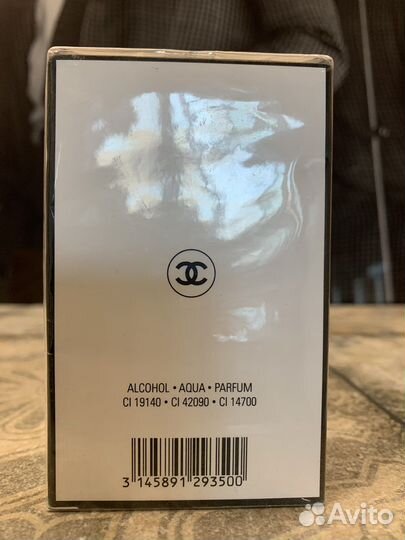 ALCOHOL • AQUA • PARFUM
CI 19140 • CI 42090 • CI 14700
3 145891 293500
Avito